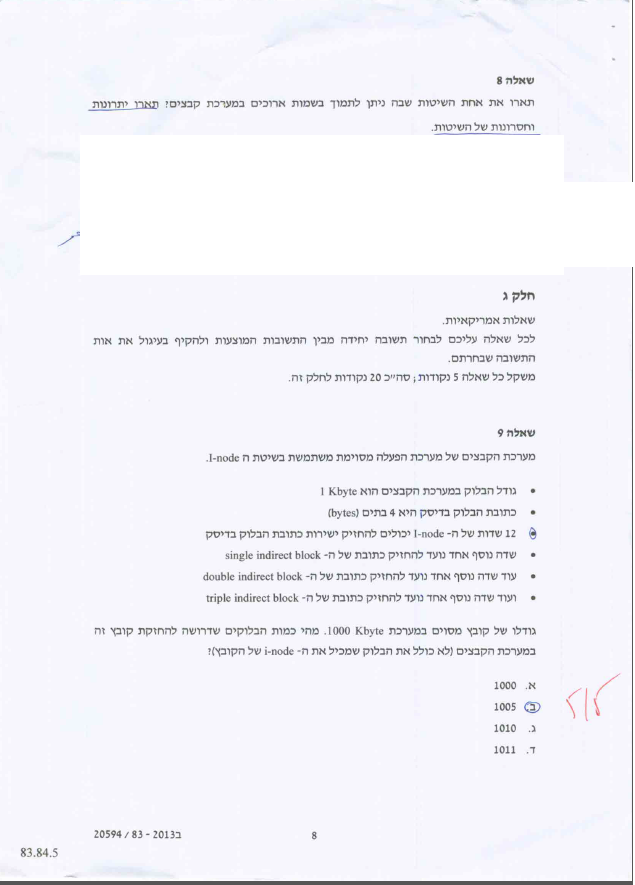 שאלה 8
תארו את אחת השיטות שבה ניתן לתמוך בשמות ארוכים במערכת קבצים? תארו יתרונות
וחסרונות של השיטות.
חלק ג
שאלות אמריקאיות.
לכל שאלה עליכם לבחור תשובה יחידה מבין התשובות המוצעות ולהקיף בעיגול את אות
התשובה שבחרתם.
משקל כל שאלה 5 נקודות; סה״כ 20 נקודות לחלק זה.
שאלה 9
מערכת הקבצים של מערכת הפעלה מסוימת משתמשת בשיטת ה I-node.
• גודל הבלוק במערכת הקבצים הוא 1 Kbyte
• כתובת הבלוק בדיסק היא 4 בתים (bytes)
• 12 שדות של ה- I-node יכולים להחזיק ישירות כתובת הבלוק בדיסק
• שדה נוסף אחד נועד להחזיק כתובת של ה- single indirect block
• עוד שדה נוסף אחד נועד להחזיק כתובת של ה- double indirect block
• ועוד שדה נוסף אחד נועד להחזיק כתובת של ה- triple indirect block
גודלו של קובץ מסוים במערכת 1000 Kbyte. מהי כמות הבלוקים שדרושה להחזקת קובץ זה
במערכת הקבצים (לא כולל את הבלוק שמכיל את ה- i-node של הקובץ)?
א. 1000
ב. 1005
5/5
ג. 1010
ד. 1011
8
20594 / 83 - 2013ב
83.84.5